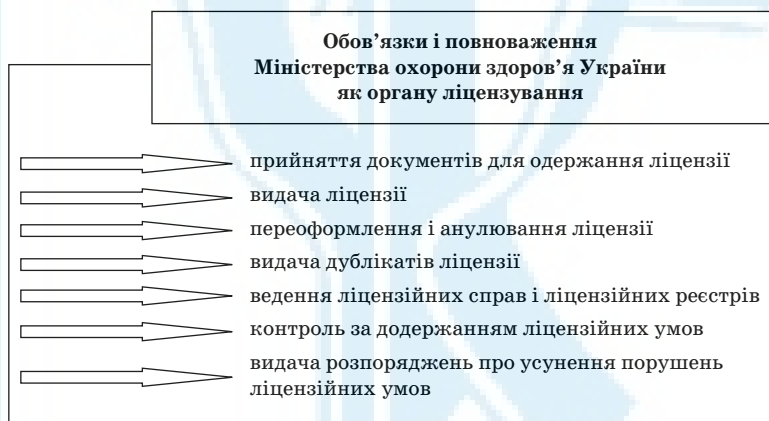 Обов’язки і повноваження
Міністерства охорони здоров’я України
як органу ліцензування
прийняття документів для одержання ліцензії
видача ліцензії
переоформлення і анулювання ліцензії
видача дублікатів ліцензії
ведення ліцензійних справ і ліцензійних реєстрів
контроль за додержанням ліцензійних умов
видача розпоряджень про усунення порушень
ліцензійних умов